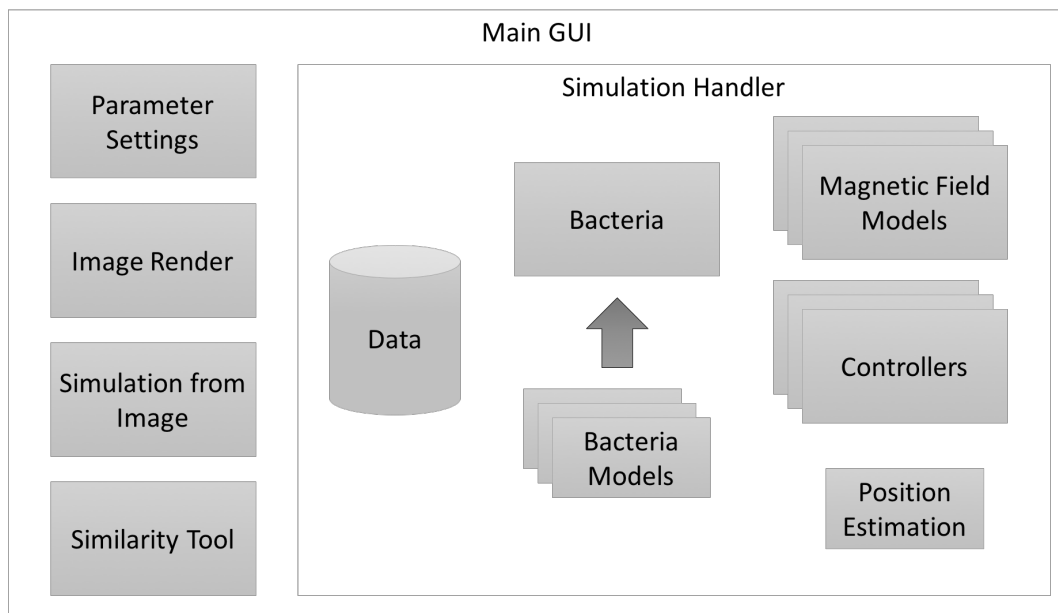 Main GUI
Parameter
Settings
Image Render
Simulation from
Image
Similarity Tool
Simulation Handler
Data
Bacteria
Bacteria
Models
Magnetic Field
Models
Controllers
Position
Estimation